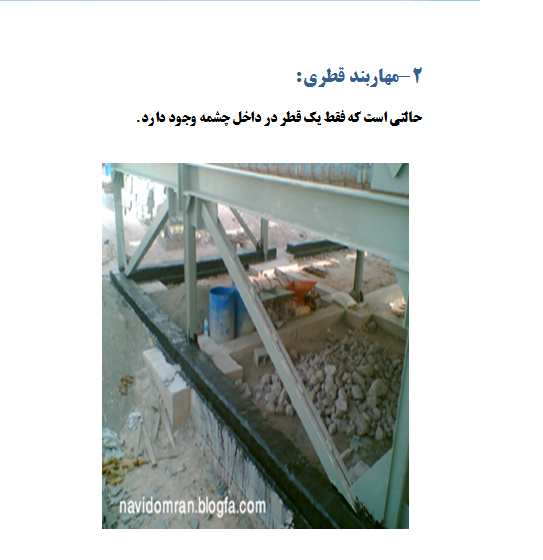 ۲-مهاربند قطری:
حالتی است که فقط یک قطر در داخل چشمه وجود دارد.
navidomran.blogfa.com